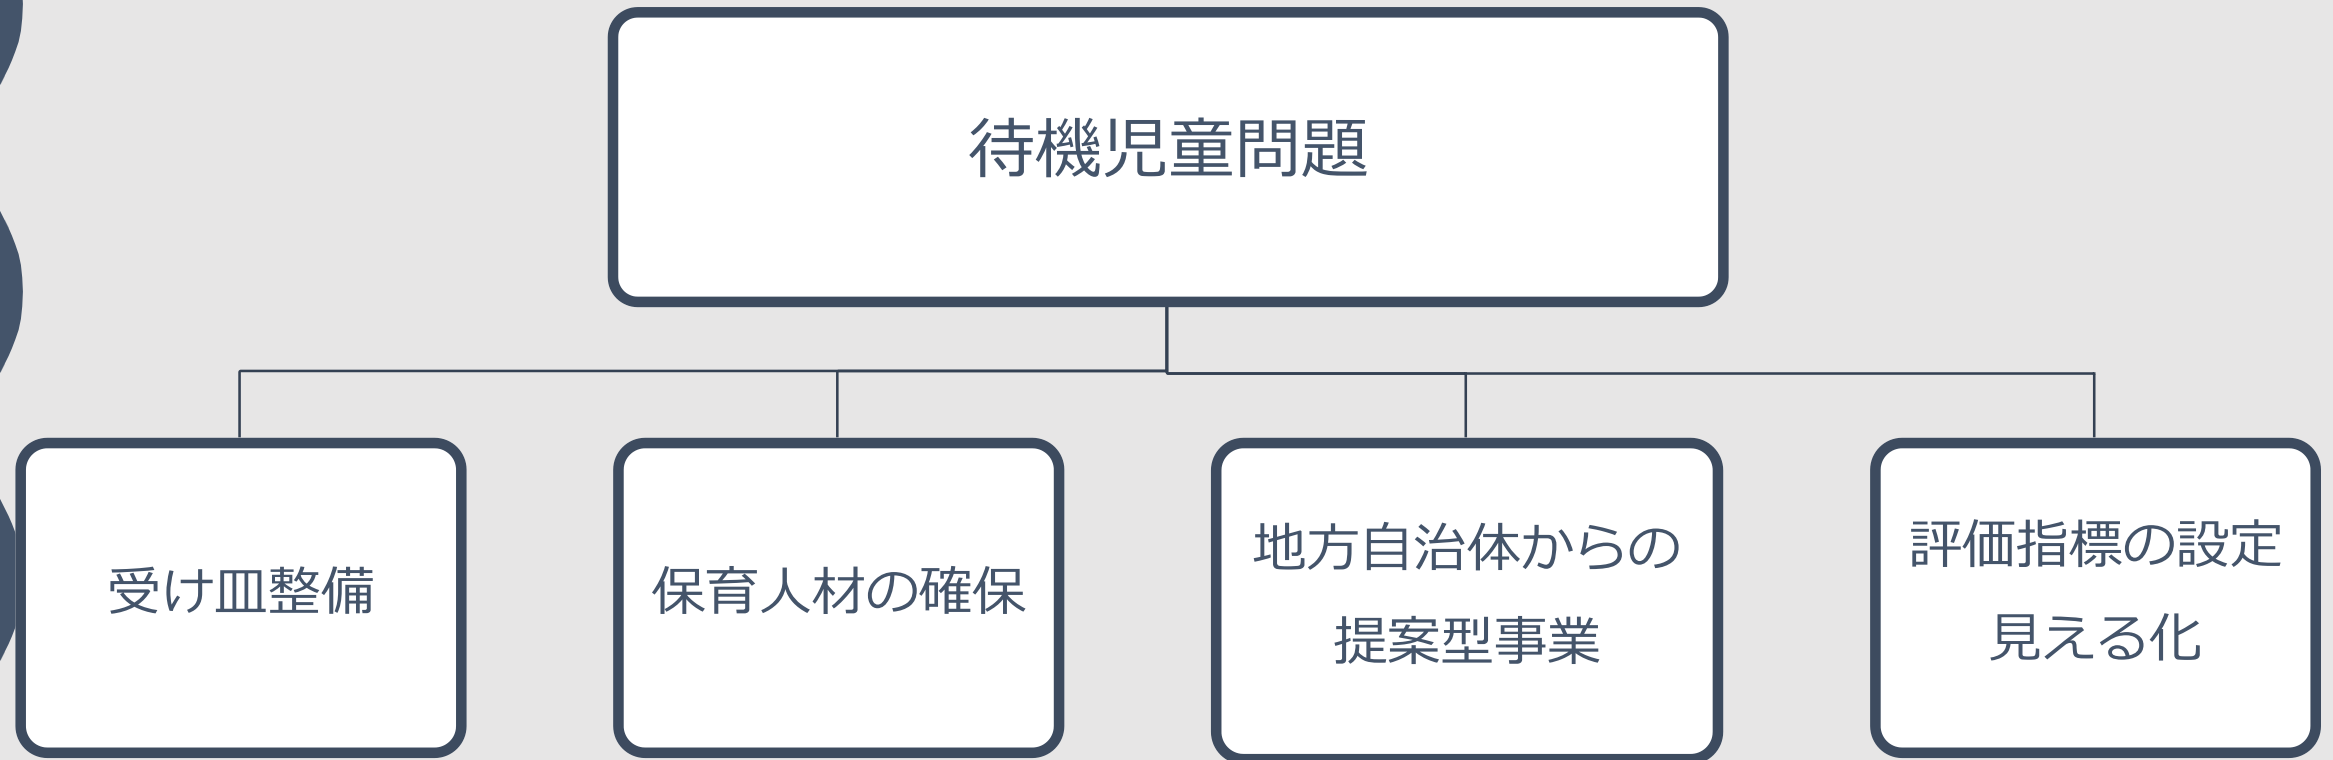 待機児童問題
受け皿整備
保育人材の確保
地方自治体からの
提案型事業
評価指標の設定
見える化